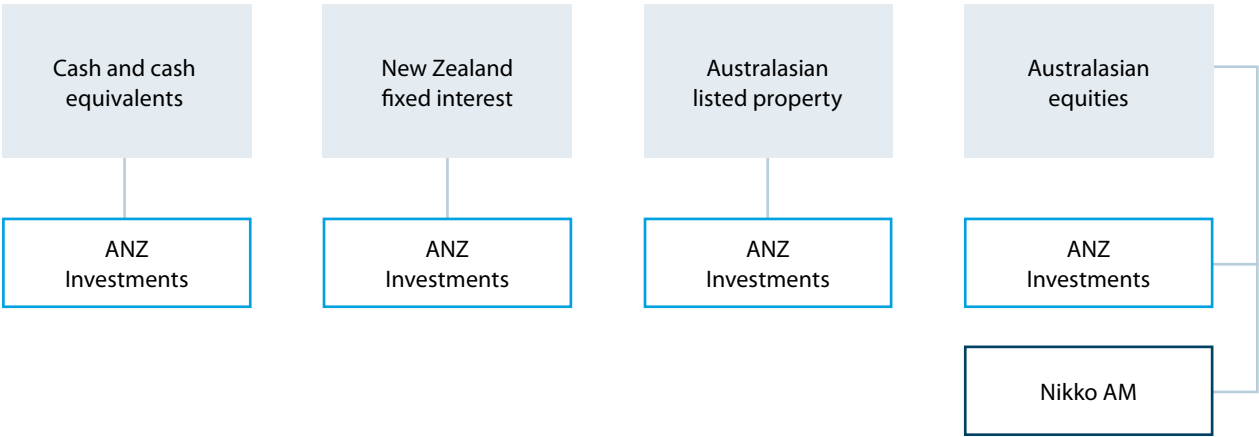 Cash and cash
equivalents
New Zealand
fixed interest
Australasian
listed property
Australasian
equities
ANZ
Investments
ANZ
Investments
ANZ
Investments
ANZ
Investments
Nikko AM